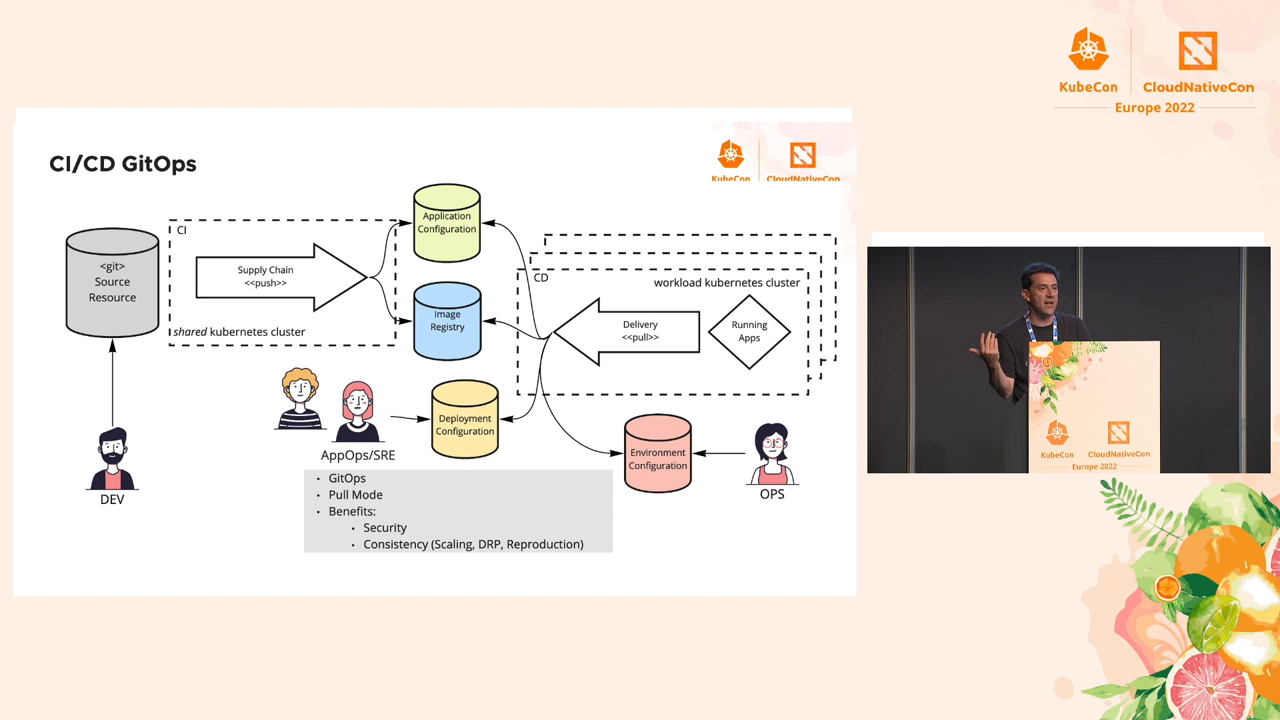 KubeCon
CloudNativeCon
Europe 2022
CI/CD GitOps
KubeCon
CloudNativeCon
<git>
Source
Resource
CI
Supply Chain
<<push>>
shared kubernetes cluster
Application
Configuration
Image
Registry
CD
workload kubernetes cluster
Delivery
<<pull>>
Running
Apps
Deployment
Configuration
Environment
Configuration
AppOps/SRE
DEV
OPS
• GitOps
• Pull Mode
• Benefits:
• Security
• Consistency (Scaling, DRP, Reproduction)
KubeCon
CloudNativeCon
Europe 2022